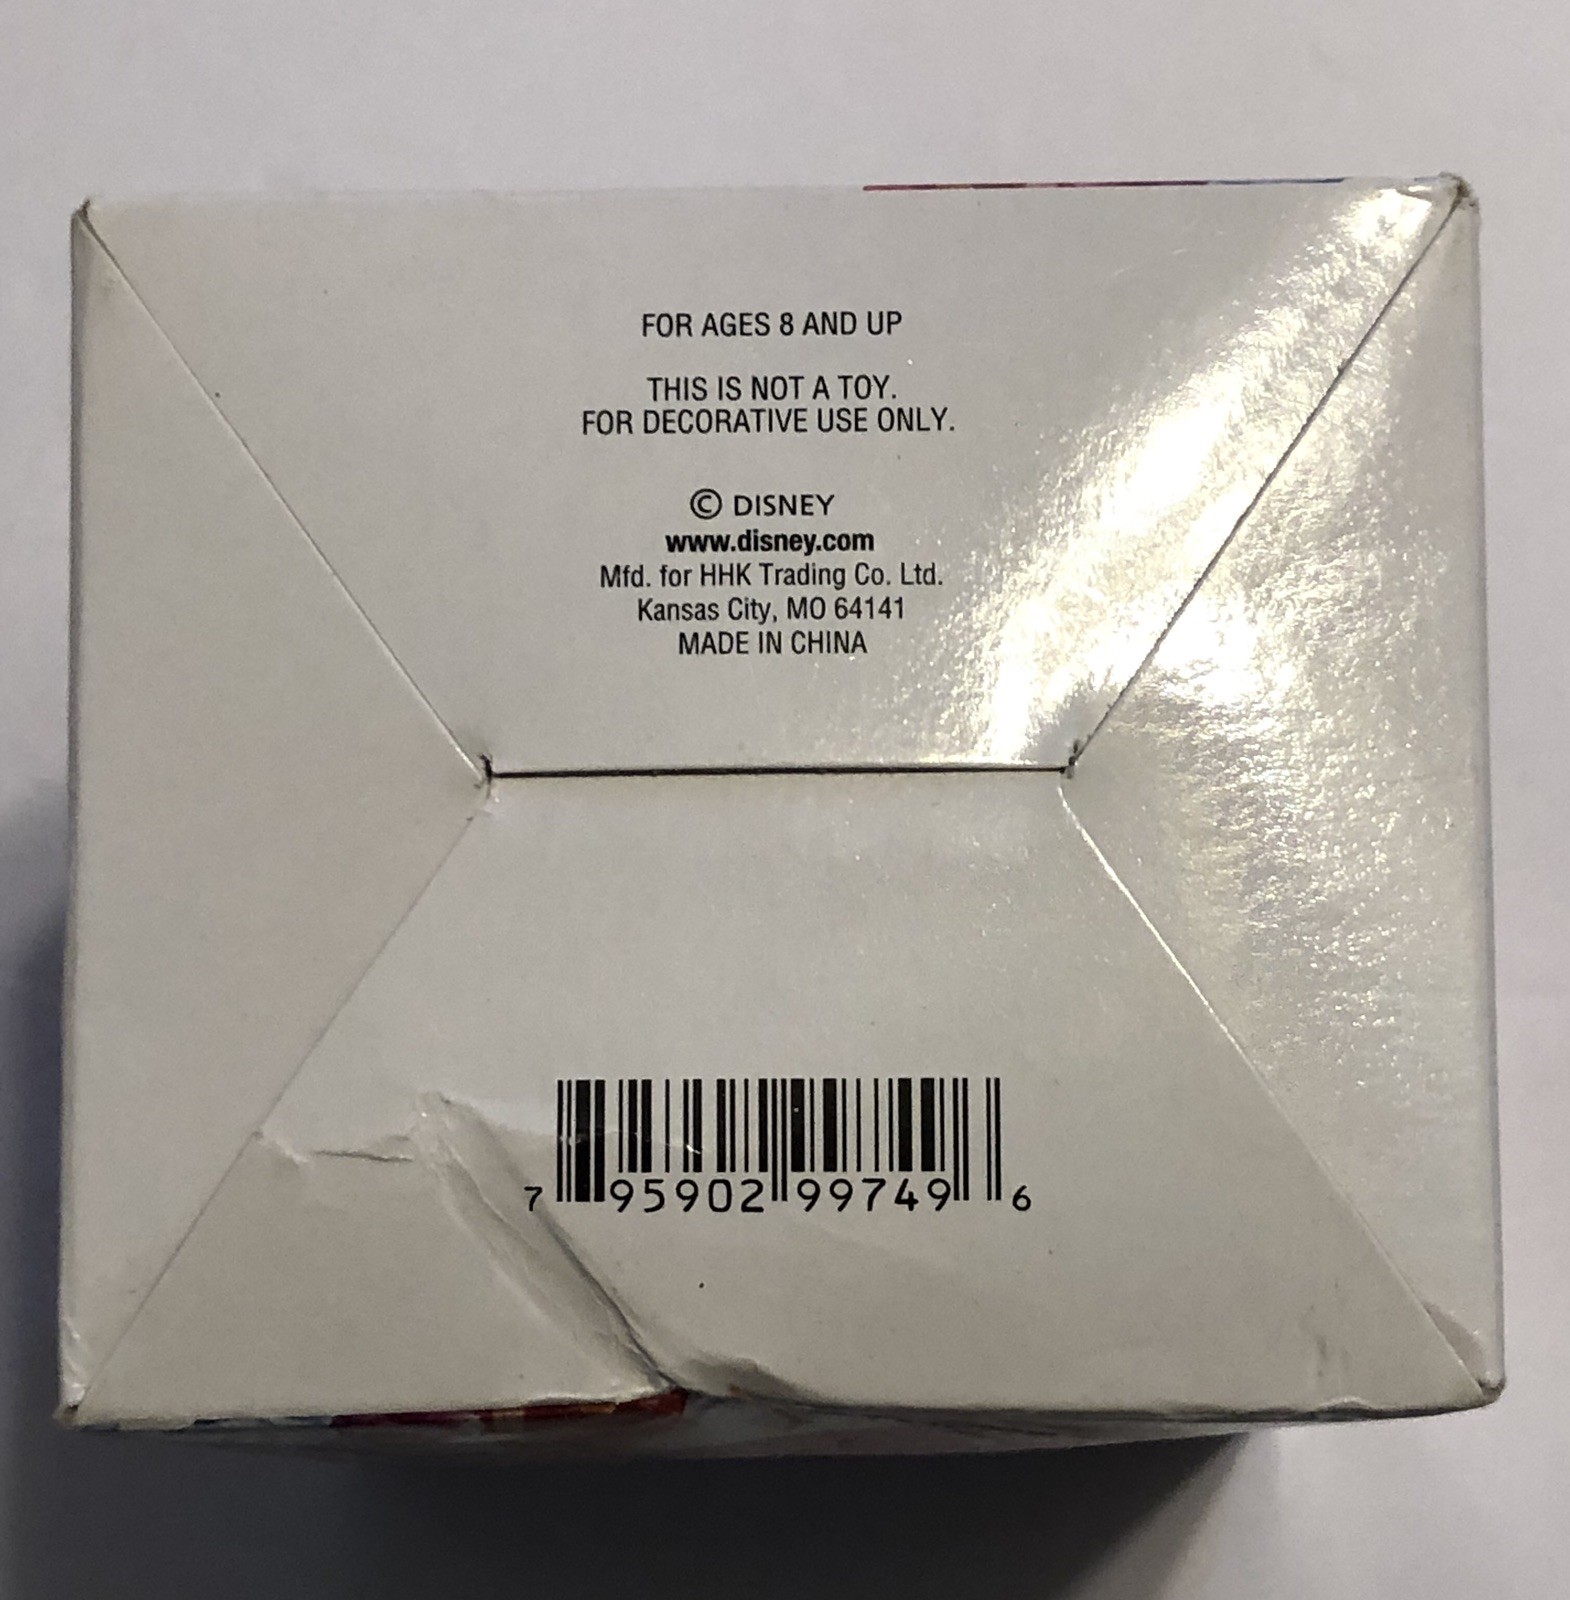 FOR AGES 8 AND UP
THIS IS NOT A TOY.
FOR DECORATIVE USE ONLY.
© DISNEY
www.disney.com
Mfd. for HHK Trading Co. Ltd.
Kansas City, MO 64141
MADE IN CHINA
7 95902 99749 6